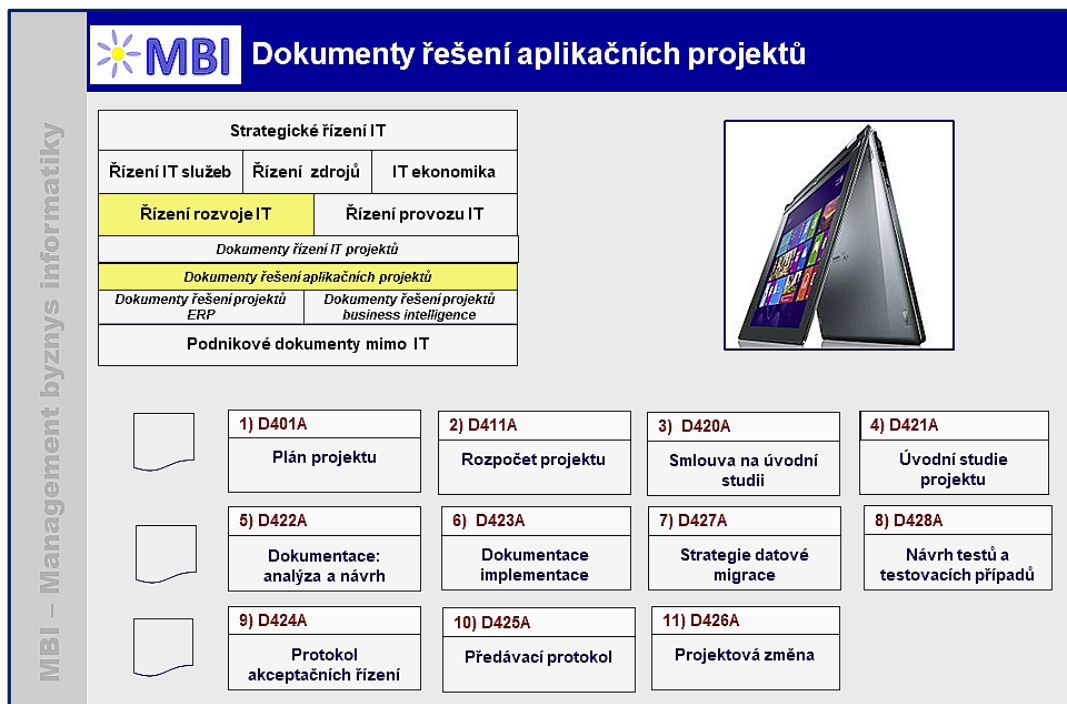 MBI
Dokumenty řešení aplikačních projektů
MBI – Management byznys informatiky
Strategické řízení IT
Řízení IT služeb
Řízení zdrojů
IT ekonomika
Řízení rozvoje IT
Řízení provozu IT
Dokumenty řízení IT projektů
Dokumenty řešení aplikačních projektů
Dokumenty řešení projektů
ERP
Dokumenty řešení projektů
business intelligence
Podnikové dokumenty mimo IT
1) D401A
Plán projektu
2) D411A
Rozpočet projektu
3) D420A
Smlouva na úvodní
studii
4) D421A
Úvodní studie
projektu
5) D422A
Dokumentace:
analýza a návrh
6) D423A
Dokumentace
implementace
7) D427A
Strategie datové
migrace
8) D428A
Návrh testů a
testovacích případů
9) D424A
Protokol
akceptačních řízení
10) D425A
Předávací protokol
11) D426A
Projektová změna